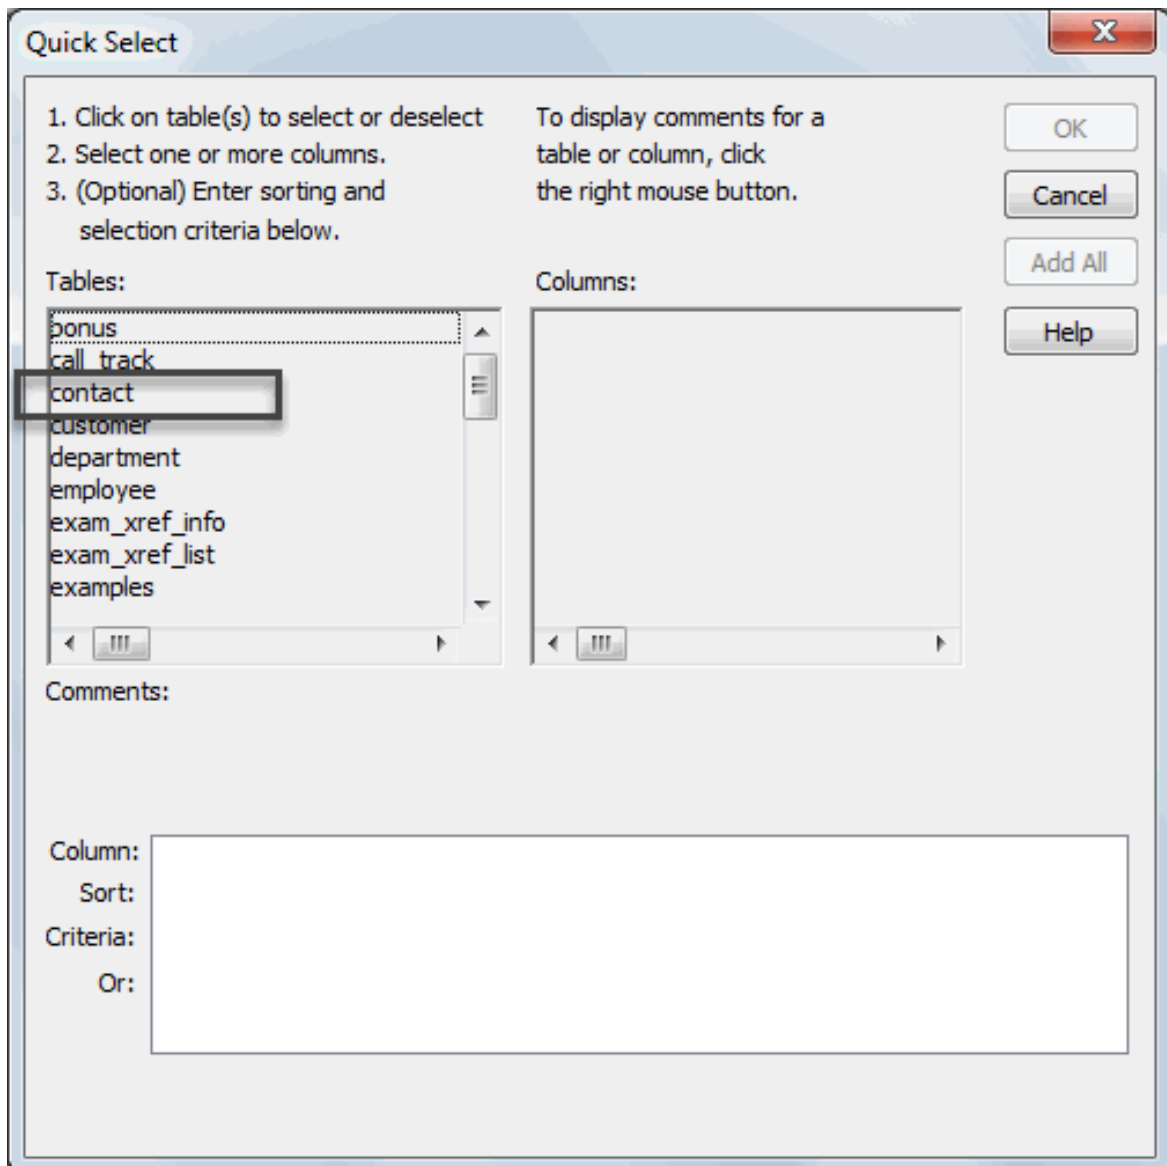 Quick Select
1. Click on table(s) to select or deselect
2. Select one or more columns.
3. (Optional) Enter sorting and
selection criteria below.
To display comments for a
table or column, click
the right mouse button.
OK
Cancel
Add All
Help
Tables:
bonus
call_track
contact
customer
department
employee
exam_xref_info
exam_xref_list
examples
Columns:
Comments:
Column:
Sort:
Criteria:
Or: